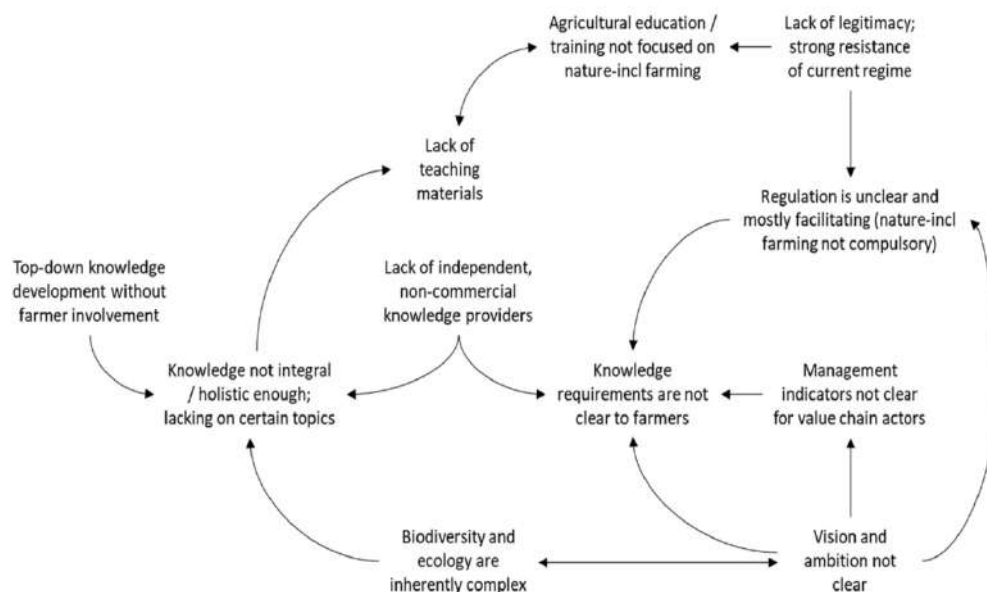 Agricultural education /
training not focused on
nature-incl farming
Lack of legitimacy;
strong resistance
of current regime
Lack of
teaching
materials
Regulation is unclear and
mostly facilitating (nature-incl
farming not compulsory)
Top-down knowledge
development without
farmer involvement
Lack of independent,
non-commercial
knowledge providers
Knowledge not integral
/ holistic enough;
lacking on certain topics
Knowledge
requirements are not
clear to farmers
Management
indicators not clear
for value chain actors
Biodiversity and
ecology are
inherently complex
Vision and
ambition not
clear